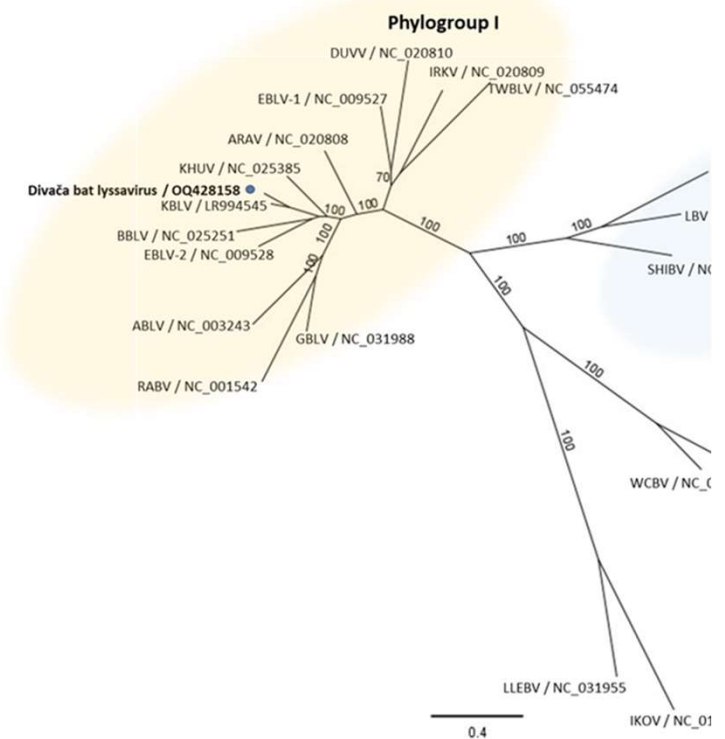 Phylogroup I
DUVV / NC_020810
IRKV / NC_020809
TWBLV / NC_055474
EBLV-1 / NC_009527
ARAV / NC_020808
KHUV / NC_025385
70
Divača bat lyssavirus / OQ428158
KBLV / LR994545
100
100
100
100
100
LBV
BBLV / NC_025251
100
EBLV-2 / NC_009528
100
SHIBV / NC
100
ABLV / NC_003243
GBLV / NC_031988
100
RABV / NC_001542
100
WCBV / NC_0
LLEBV / NC_031955
IKOV / NC_01
0.4